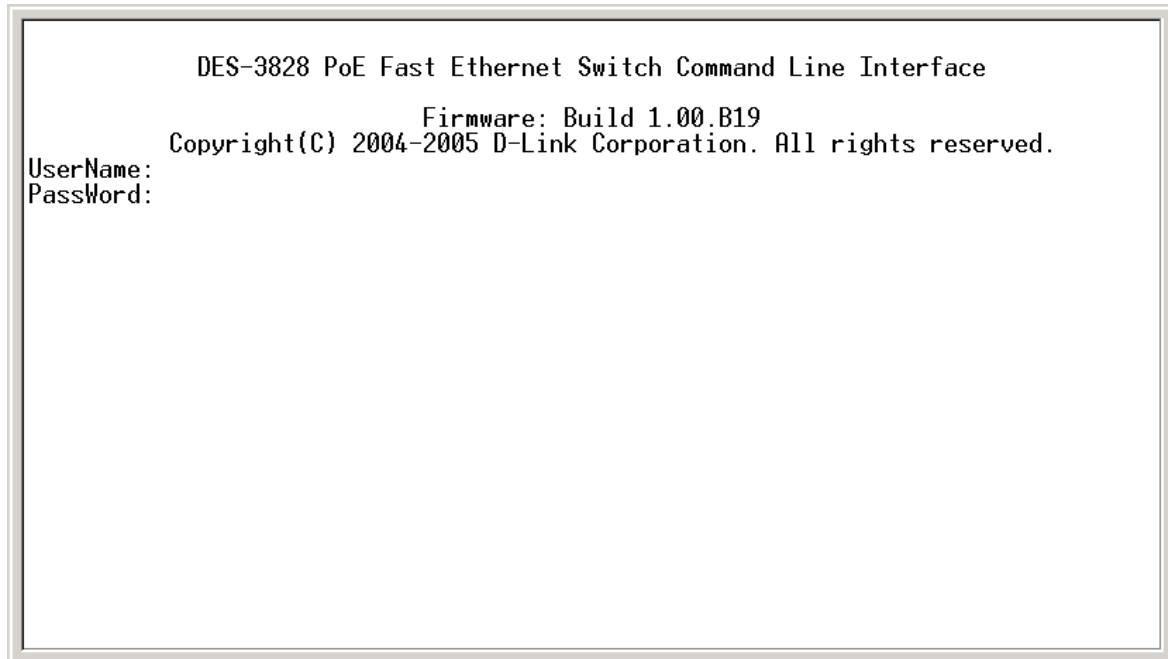 DES-3828 PoE Fast Ethernet Switch Command Line Interface
Firmware: Build 1.00.B19
Copyright(C) 2004-2005 D-Link Corporation. All rights reserved.
UserName:
PassWord: